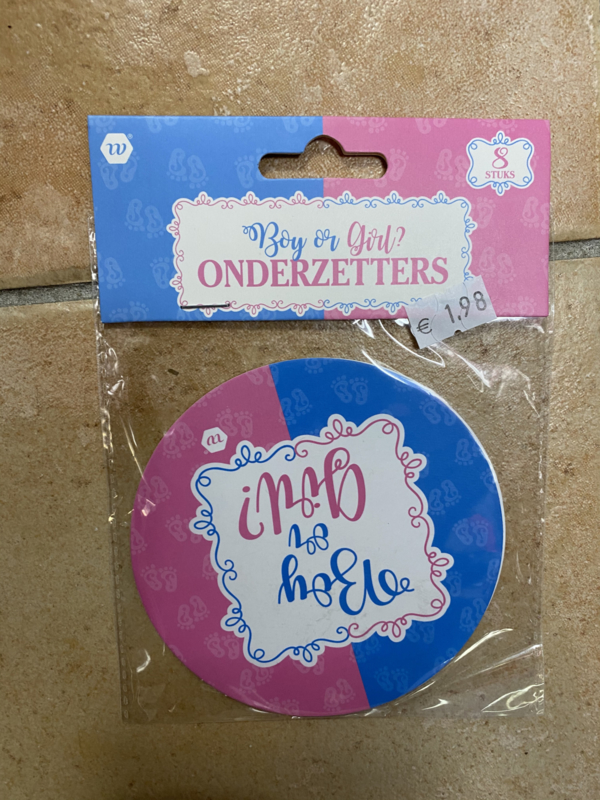 w
8
STUKS
Boy or Girl?
ONDERZETTERS
€ 1.98
w
Boy
or
Girl?